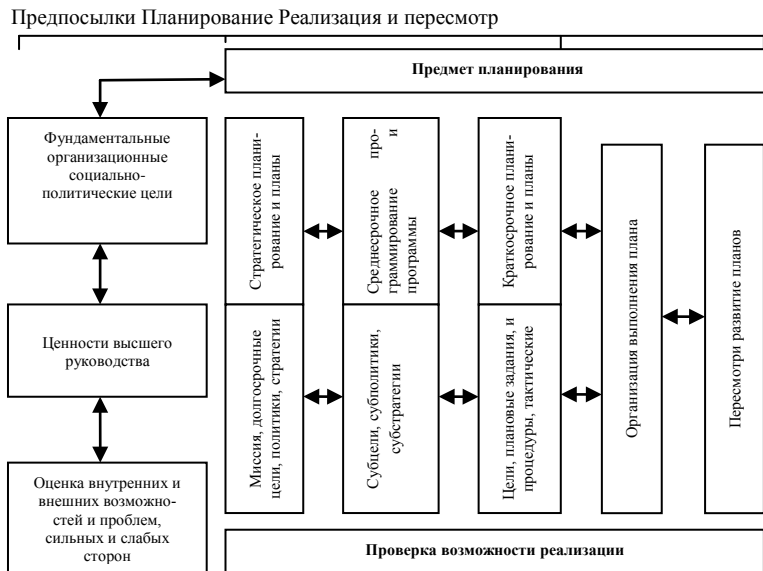 Предпосылки Планирование Реализация и пересмотр
Предмет планирования
Фундаментальные
организационные
социально-
политические цели
Ценности высшего
руководства
Оценка внутренних и
внешних возможно-
стей и проблем,
сильных и слабых
сторон
Стратегическое плани-
рование и планы
Миссия, долгосрочные
цели, политики, стратегии
Среднесрочное про-
граммирование и
программы
Субцели, субполитики,
субстратегии
Краткосрочное плани-
рование и планы
Цели, плановые задания, и
процедуры, тактические
Организация выполнения плана
Пересмотри развитие планов
Проверка возможности реализации